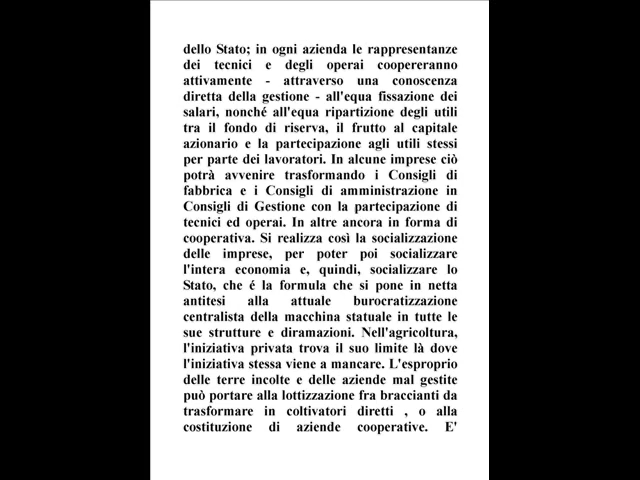 dello Stato; in ogni azienda le rappresentanze
dei tecnici e degli operai coopereranno
attivamente - attraverso una conoscenza
diretta della gestione - all'equa fissazione dei
salari, nonché all'equa ripartizione degli utili
tra il fondo di riserva, il frutto al capitale
azionario e la partecipazione agli utili stessi
per parte dei lavoratori. In alcune imprese ciò
potrà avvenire trasformando i Consigli di
fabbrica e i Consigli di amministrazione in
Consigli di Gestione con la partecipazione di
tecnici ed operai. In altre ancora in forma di
cooperativa. Si realizza così la socializzazione
delle imprese, per poter poi socializzare
l'intera economia e, quindi, socializzare lo
Stato, che é la formula che si pone in netta
antitesi alla attuale burocratizzazione
centralista della macchina statuale in tutte le
sue strutture e diramazioni. Nell'agricoltura,
l'iniziativa privata trova il suo limite là dove
l'iniziativa stessa viene a mancare. L'esproprio
delle terre incolte e delle aziende mal gestite
può portare alla lottizzazione fra braccianti da
trasformare in coltivatori diretti , o alla
costituzione di aziende cooperative. E'